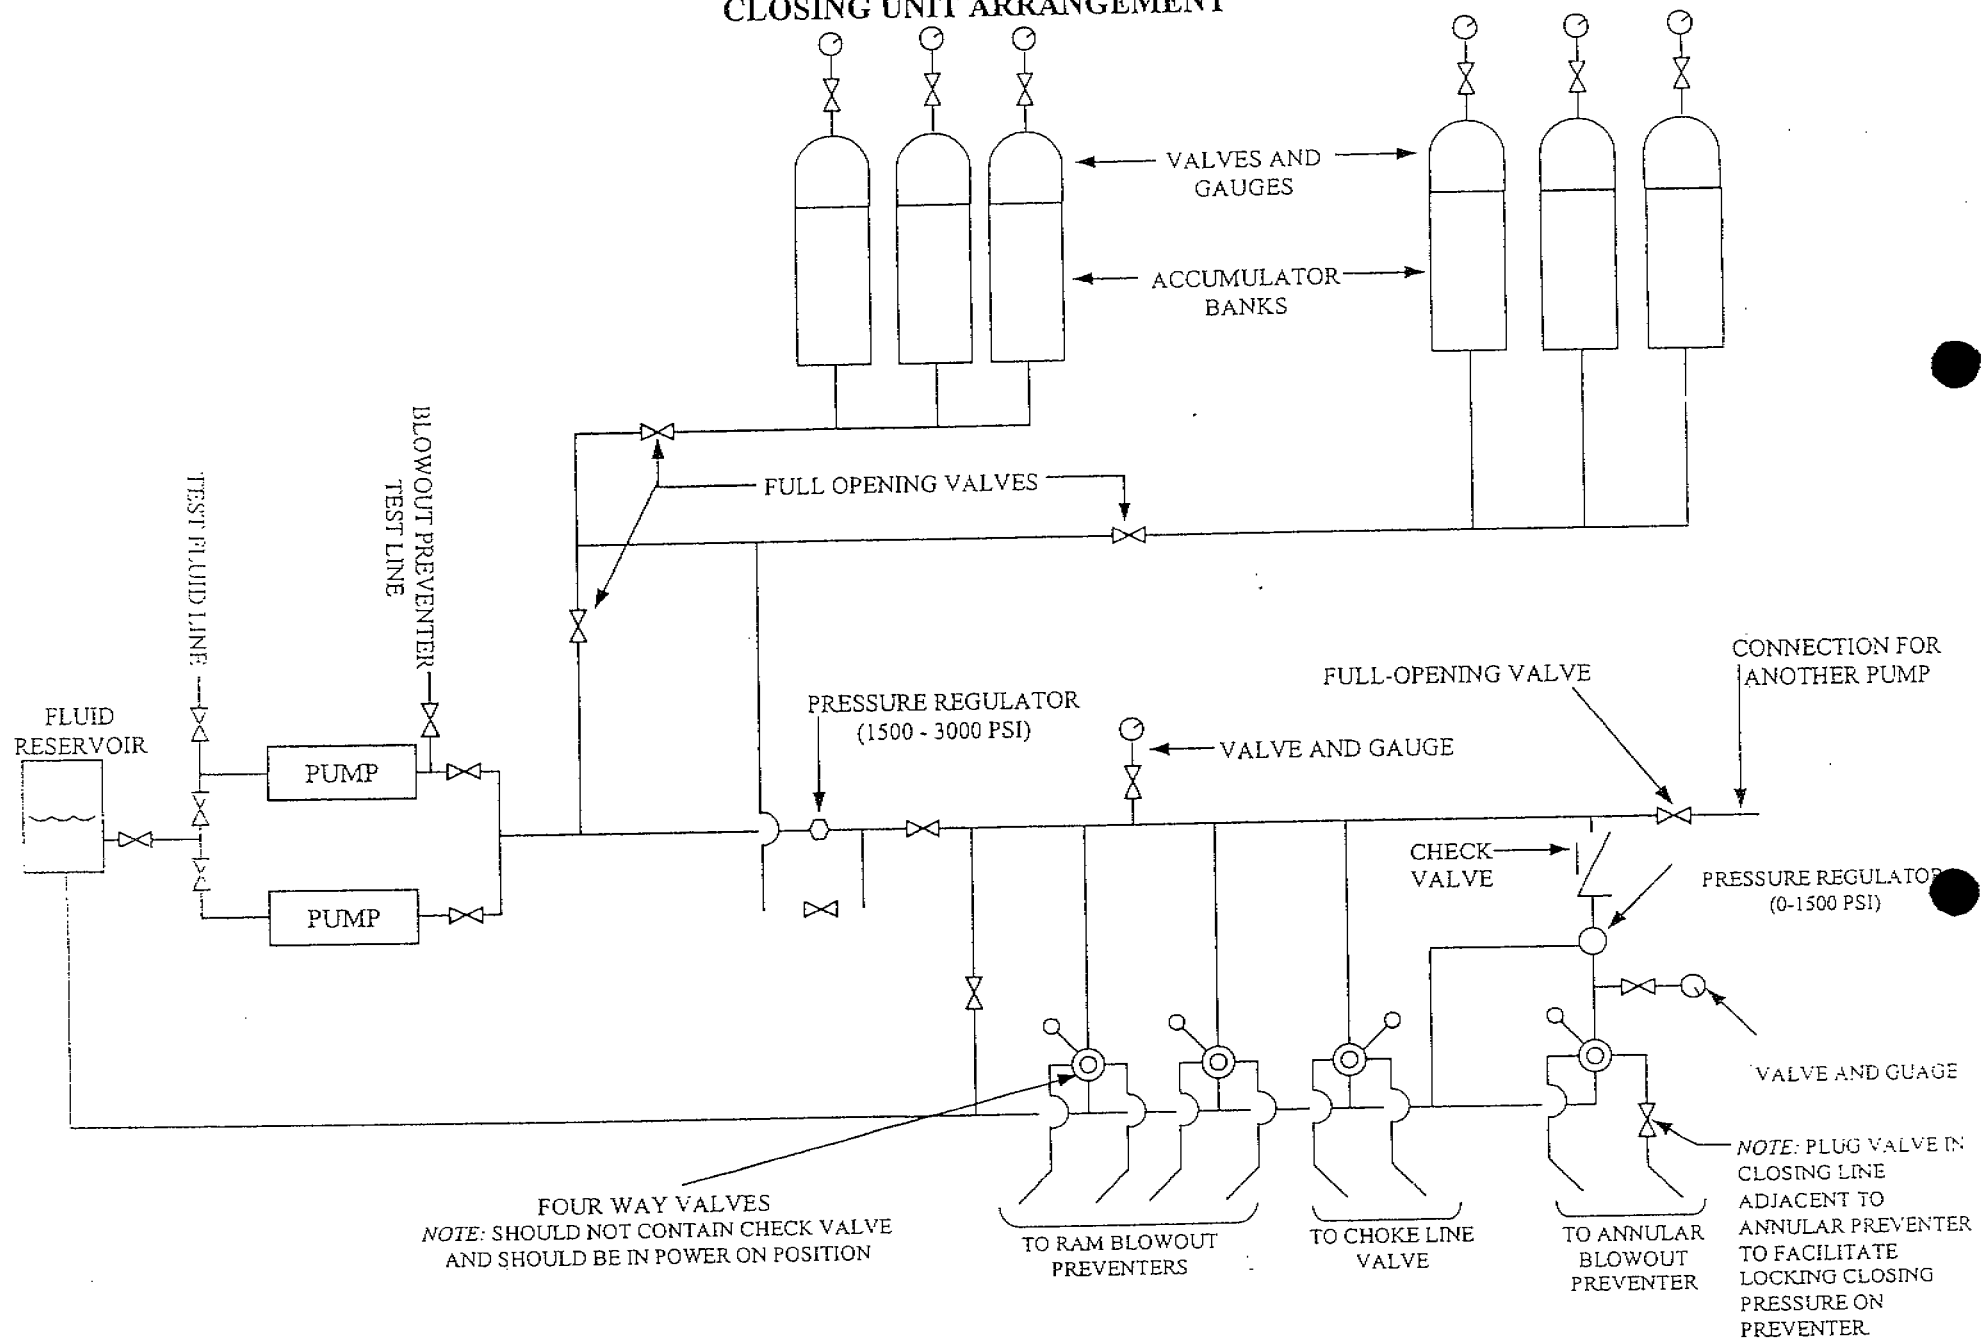 CLOSING UNIT ARRANGEMENT
VALVES AND
GAUGES
ACCUMULATOR
BANKS
FULL OPENING VALVES
TEST FLUID LINE
BLOWOUT PREVENTER
TEST LINE
FLUID
RESERVOIR
PUMP
PUMP
PRESSURE REGULATOR
(1500 - 3000 PSI)
VALVE AND GAUGE
FULL-OPENING VALVE
CONNECTION FOR
ANOTHER PUMP
CHECK
VALVE
PRESSURE REGULATOR
(0-1500 PSI)
VALVE AND GUAGE
FOUR WAY VALVES
NOTE: SHOULD NOT CONTAIN CHECK VALVE
AND SHOULD BE IN POWER ON POSITION
TO RAM BLOWOUT
PREVENTERS
TO CHOKE LINE
VALVE
TO ANNULAR
BLOWOUT
PREVENTER
NOTE: PLUG VALVE IN
CLOSING LINE
ADJACENT TO
ANNULAR PREVENTER
TO FACILITATE
LOCKING CLOSING
PRESSURE ON
PREVENTER